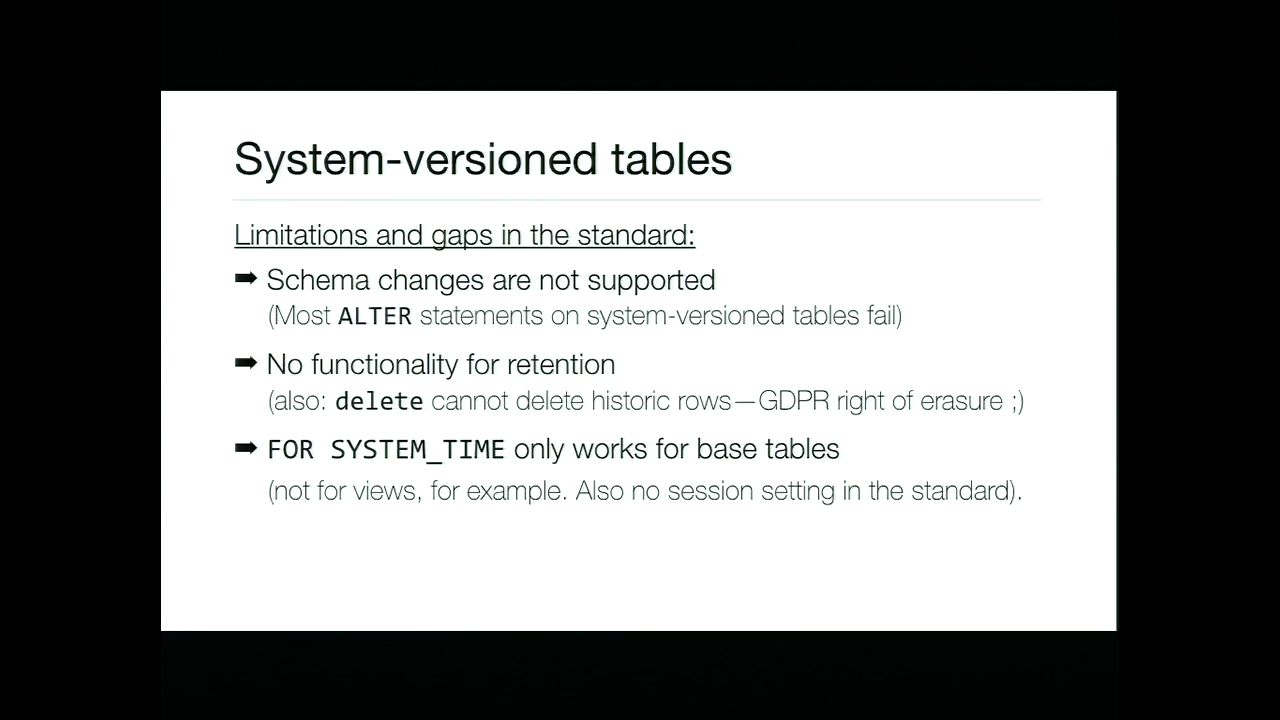 System-versioned tables
Limitations and gaps in the standard:
➡ Schema changes are not supported
(Most ALTER statements on system-versioned tables fail)
➡ No functionality for retention
(also: delete cannot delete historic rows—GDPR right of erasure ;)
➡ FOR SYSTEM_TIME only works for base tables
(not for views, for example. Also no session setting in the standard).